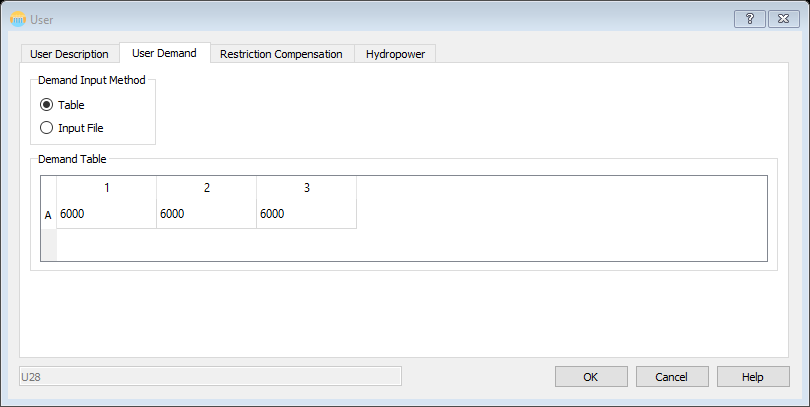 User
User Description User Demand Restriction Compensation Hydropower
Demand Input Method
Table
Input File
Demand Table
1 2 3
A 6000 6000 6000
U28 OK Cancel Help